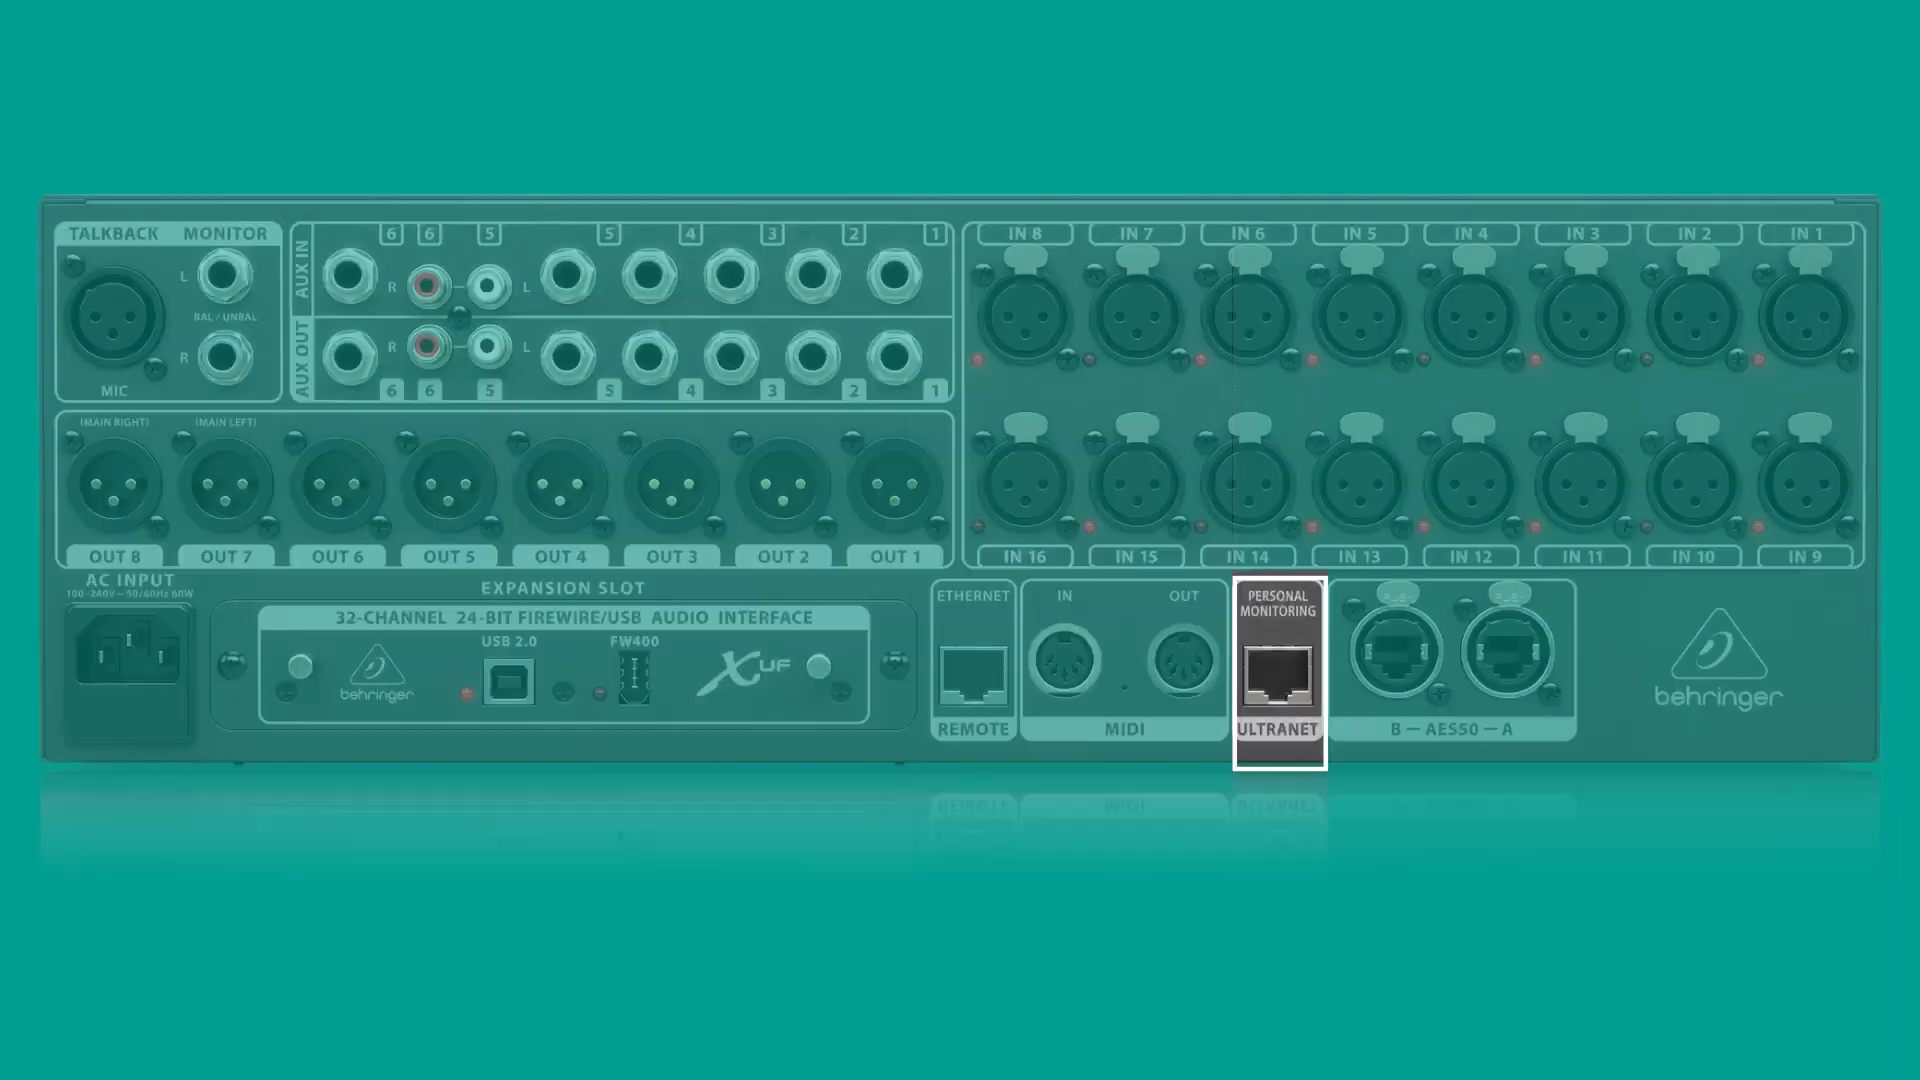 TALKBACK MONITOR
L
BAL / UNBAL
R
MIC
AUX IN
6 6 5 5 4 3 2 1
R L
AUX OUT
R L
6 6 5 5 4 3 2 1
IN 8 IN 7 IN 6 IN 5 IN 4 IN 3 IN 2 IN 1
(MAIN RIGHT) (MAIN LEFT)
OUT 8 OUT 7 OUT 6 OUT 5 OUT 4 OUT 3 OUT 2 OUT 1
IN 16 IN 15 IN 14 IN 13 IN 12 IN 11 IN 10 IN 9
AC INPUT
100-240V ~ 50/60Hz 60W
EXPANSION SLOT
32-CHANNEL 24-BIT FIREWIRE/USB AUDIO INTERFACE
USB 2.0 FW400
behringer
XUF
ETHERNET
REMOTE
IN OUT
MIDI
PERSONAL
MONITORING
ULTRANET
PUSH PUSH
B — AES50 — A
behringer